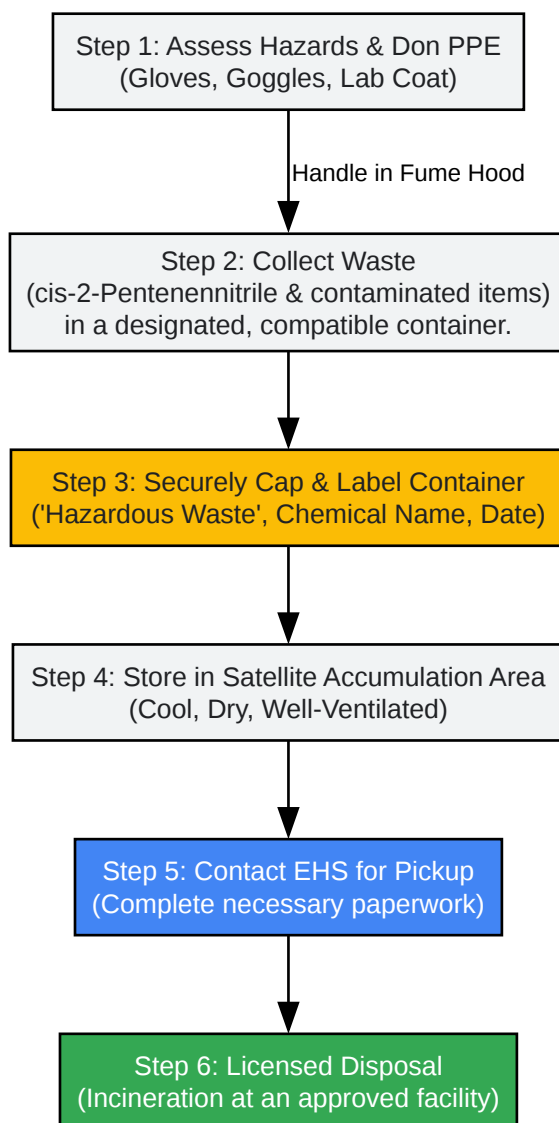 Step 1: Assess Hazards & Don PPE
(Gloves, Goggles, Lab Coat)
Handle in Fume Hood
Step 2: Collect Waste
(cis-2-Pentenennitrile & contaminated items)
in a designated, compatible container.
Step 3: Securely Cap & Label Container
('Hazardous Waste', Chemical Name, Date)
Step 4: Store in Satellite Accumulation Area
(Cool, Dry, Well-Ventilated)
Step 5: Contact EHS for Pickup
(Complete necessary paperwork)
Step 6: Licensed Disposal
(Incineration at an approved facility)